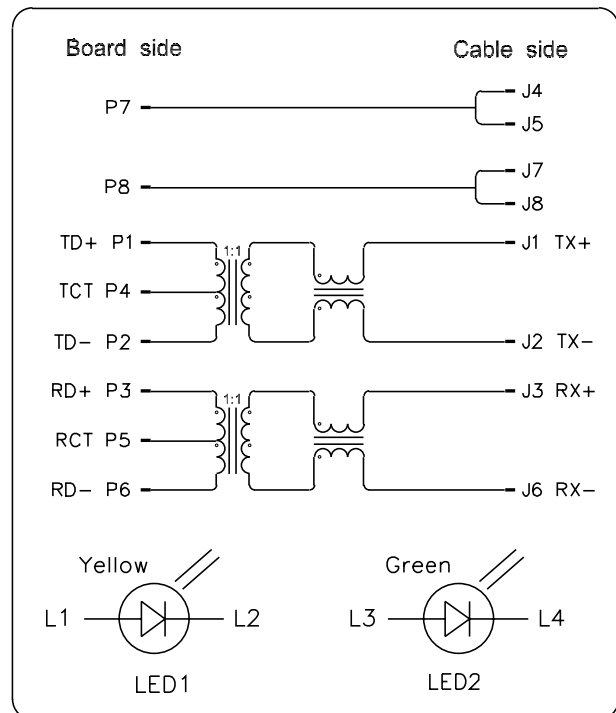 Board side Cable side
J4
P7
J5
J7
P8
J8
TD+ P1 1:1 J1 TX+
TCT P4
TD- P2 J2 TX-
RD+ P3 1:1 J3 RX+
RCT P5
RD- P6 J6 RX-
Yellow Green
L1 L2 L3 L4
LED1 LED2